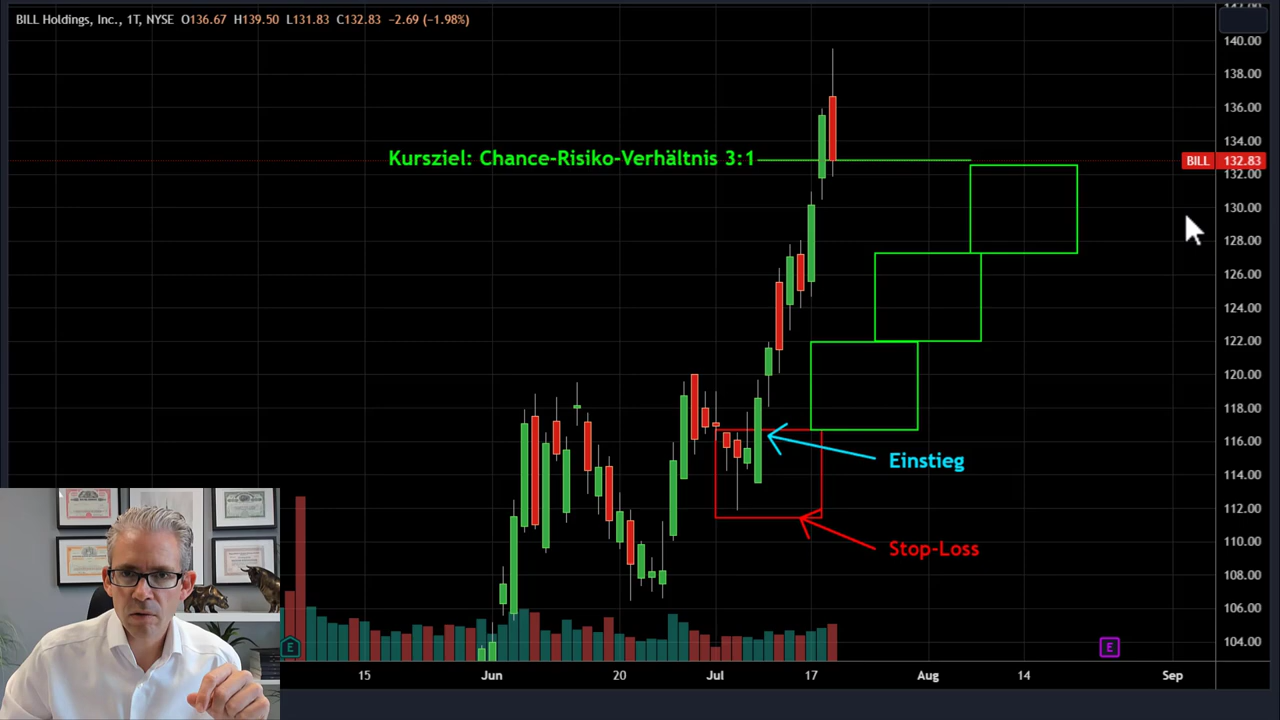 BILL Holdings, Inc., 1T, NYSE O136.67 H139.50 L131.83 C132.83 −2.69 (−1.98%)
140.00
138.00
136.00
134.00
Kursziel: Chance-Risiko-Verhältnis 3:1
BILL 132.83
132.00
130.00
128.00
126.00
124.00
122.00
120.00
118.00
116.00
Einstieg
114.00
112.00
110.00
Stop-Loss
108.00
106.00
104.00
E
E
15 Jun 20 Jul 17 Aug 14 Sep